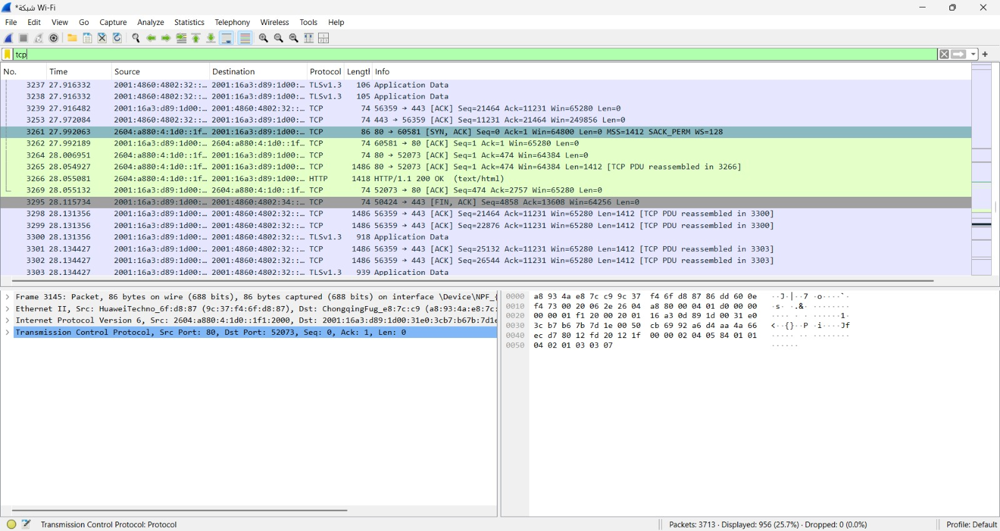 *شبكة Wi-Fi
File Edit View Go Capture Analyze Statistics Telephony Wireless Tools Help
tcp
No. Time Source Destination Protocol Length Info
3237 27.916332 2001:4860:4802:32::… 2001:16a3:d89:1d00:… TLSv1.3 106 Application Data
3238 27.916332 2001:4860:4802:32::… 2001:16a3:d89:1d00:… TLSv1.3 105 Application Data
3239 27.916482 2001:16a3:d89:1d00:… 2001:4860:4802:32::… TCP 74 56359 → 443 [ACK] Seq=21464 Ack=11231 Win=65280 Len=0
3253 27.972084 2001:4860:4802:32::… 2001:16a3:d89:1d00:… TCP 74 443 → 56359 [ACK] Seq=11231 Ack=21464 Win=249856 Len=0
3261 27.992063 2604:a880:4:1d0::1f… 2001:16a3:d89:1d00:… TCP 86 80 → 60581 [SYN, ACK] Seq=0 Ack=1 Win=64800 Len=0 MSS=1412 SACK_PERM WS=128
3262 27.992189 2001:16a3:d89:1d00:… 2604:a880:4:1d0::1f… TCP 74 60581 → 80 [ACK] Seq=1 Ack=1 Win=65280 Len=0
3264 28.006951 2604:a880:4:1d0::1f… 2001:16a3:d89:1d00:… TCP 74 80 → 52073 [ACK] Seq=1 Ack=474 Win=64384 Len=0
3265 28.054927 2604:a880:4:1d0::1f… 2001:16a3:d89:1d00:… TCP 1486 80 → 52073 [ACK] Seq=1 Ack=474 Win=64384 Len=1412 [TCP PDU reassembled in 3266]
3266 28.055081 2604:a880:4:1d0::1f… 2001:16a3:d89:1d00:… HTTP 1418 HTTP/1.1 200 OK (text/html)
3269 28.055132 2001:16a3:d89:1d00:… 2604:a880:4:1d0::1f… TCP 74 52073 → 80 [ACK] Seq=474 Ack=2757 Win=65280 Len=0
3295 28.115734 2001:16a3:d89:1d00:… 2001:4860:4802:34::… TCP 74 50424 → 443 [FIN, ACK] Seq=4858 Ack=13608 Win=64256 Len=0
3298 28.131356 2001:16a3:d89:1d00:… 2001:4860:4802:32::… TCP 1486 56359 → 443 [ACK] Seq=21464 Ack=11231 Win=65280 Len=1412 [TCP PDU reassembled in 3300]
3299 28.131356 2001:16a3:d89:1d00:… 2001:4860:4802:32::… TCP 1486 56359 → 443 [ACK] Seq=22876 Ack=11231 Win=65280 Len=1412 [TCP PDU reassembled in 3300]
3300 28.131356 2001:16a3:d89:1d00:… 2001:4860:4802:32::… TLSv1.3 918 Application Data
3301 28.134427 2001:16a3:d89:1d00:… 2001:4860:4802:32::… TCP 1486 56359 → 443 [ACK] Seq=25132 Ack=11231 Win=65280 Len=1412 [TCP PDU reassembled in 3303]
3302 28.134427 2001:16a3:d89:1d00:… 2001:4860:4802:32::… TCP 1486 56359 → 443 [ACK] Seq=26544 Ack=11231 Win=65280 Len=1412 [TCP PDU reassembled in 3303]
3303 28.134427 2001:16a3:d89:1d00:… 2001:4860:4802:32::… TLSv1.3 939 Application Data
Frame 3145: Packet, 86 bytes on wire (688 bits), 86 bytes captured (688 bits) on interface \Device\NPF_{
Ethernet II, Src: HuaweiTechno_6f:d8:87 (9c:37:f4:6f:d8:87), Dst: ChongqingFug_e8:7c:c9 (a8:93:4a:e8:7c:
Internet Protocol Version 6, Src: 2604:a880:4:1d0::1f1:2000, Dst: 2001:16a3:d89:1d00:31e0:3cb7:b67b:7d1e
Transmission Control Protocol, Src Port: 80, Dst Port: 52073, Seq: 0, Ack: 1, Len: 0
0000 a8 93 4a e8 7c c9 9c 37 f4 6f d8 87 86 dd 60 0e ··J·|··7 ·o····`·
0010 f4 73 00 20 06 2e 26 04 a8 80 00 04 01 d0 00 00 ·s· ·.&· ········
0020 00 00 01 f1 20 00 20 01 16 a3 0d 89 1d 00 31 e0 ···· · · ······1·
0030 3c b7 b6 7b 7d 1e 00 50 cb 69 92 a6 d4 aa 4a 66 <··{}··P ·i····Jf
0040 ec d7 80 12 fd 20 12 1f 00 00 02 04 05 84 01 01 ····· ·· ········
0050 04 02 01 03 03 07 ······
Transmission Control Protocol: Protocol
Packets: 3713 · Displayed: 956 (25.7%) · Dropped: 0 (0.0%)
Profile: Default